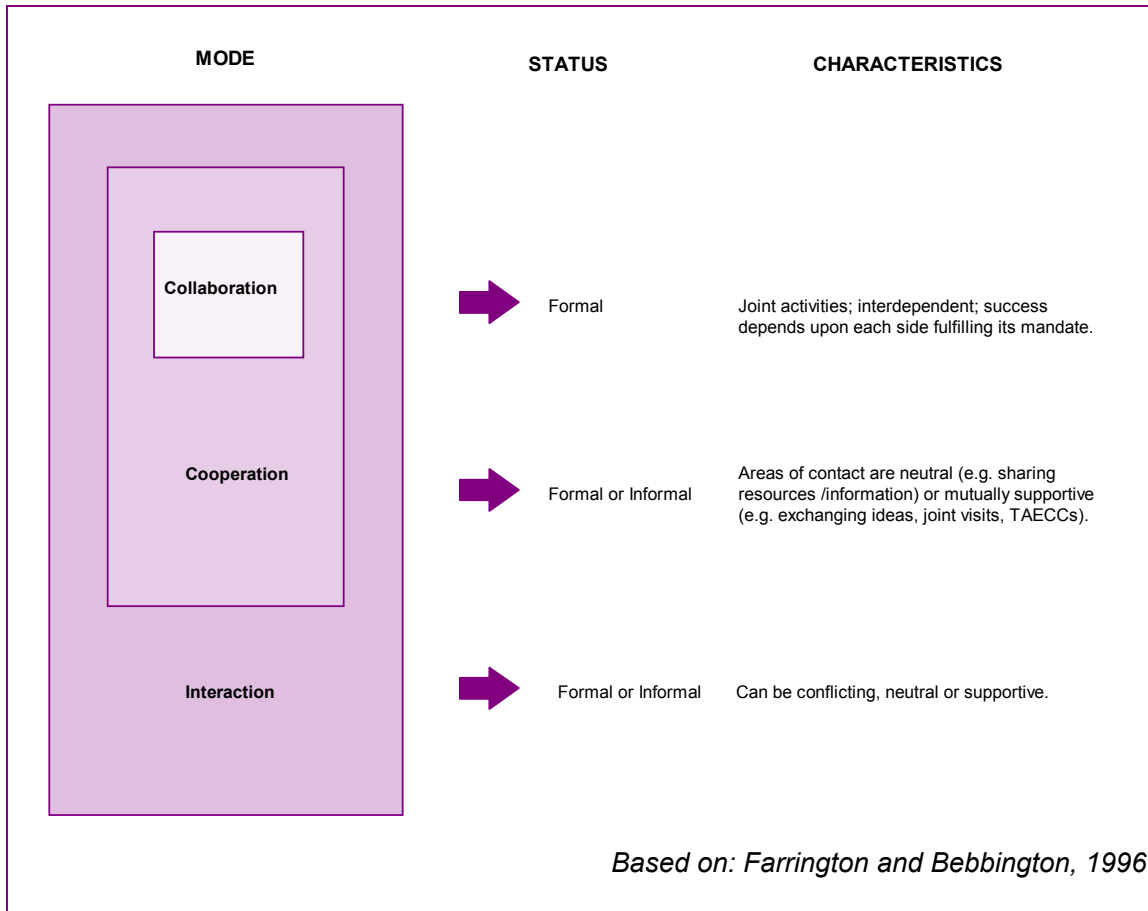 MODE
STATUS
CHARACTERISTICS
Collaboration
Formal
Joint activities; interdependent; success
depends upon each side fulfilling its mandate.
Cooperation
Formal or Informal
Areas of contact are neutral (e.g. sharing
resources /information) or mutually supportive
(e.g. exchanging ideas, joint visits, TAECCs).
Interaction
Formal or Informal
Can be conflicting, neutral or supportive.
Based on: Farrington and Bebbington, 1996